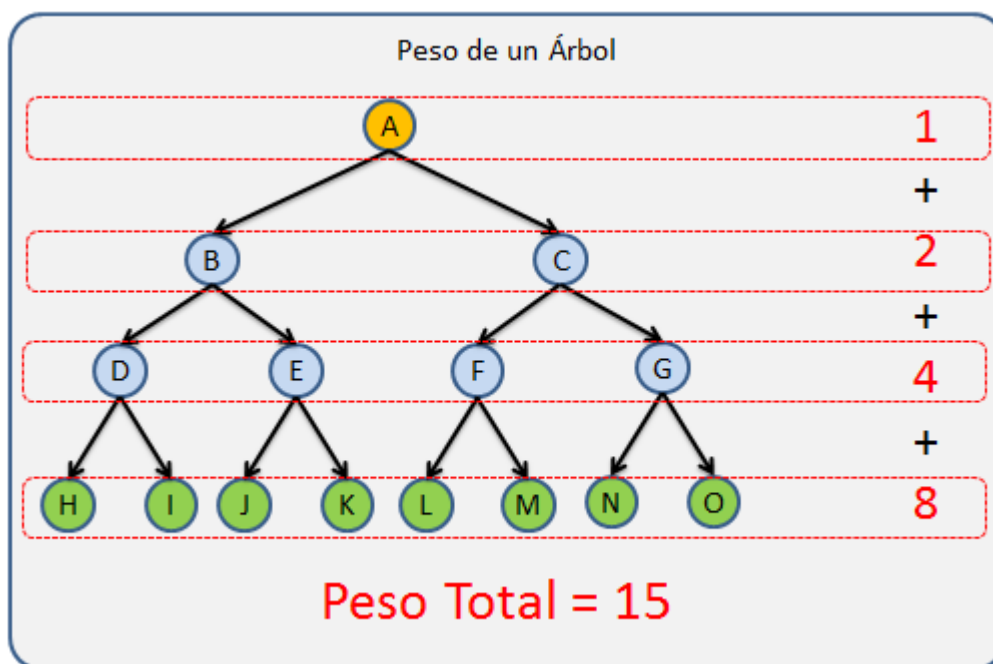 Peso de un Árbol
A 1
+
B C 2
+
D E F G 4
+
H I J K L M N O 8
Peso Total = 15